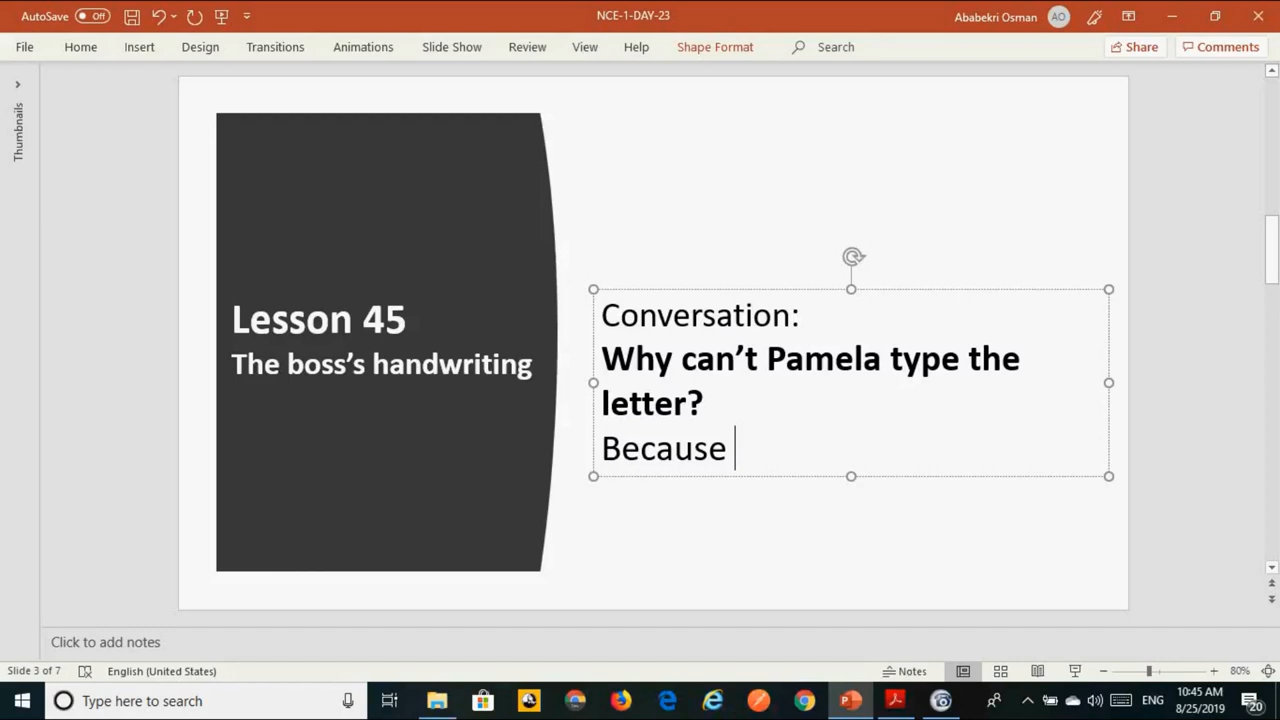 AutoSave Off
NCE-1-DAY-23
Ababekri Osman AO
File Home Insert Design Transitions Animations Slide Show Review View Help Shape Format Search Share Comments
Thumbnails
Lesson 45
The boss’s handwriting
Conversation:
Why can’t Pamela type the
letter?
Because
Click to add notes
Slide 3 of 7 English (United States) Notes 80%
Type here to search ENG 10:45 AM
8/25/2019 20